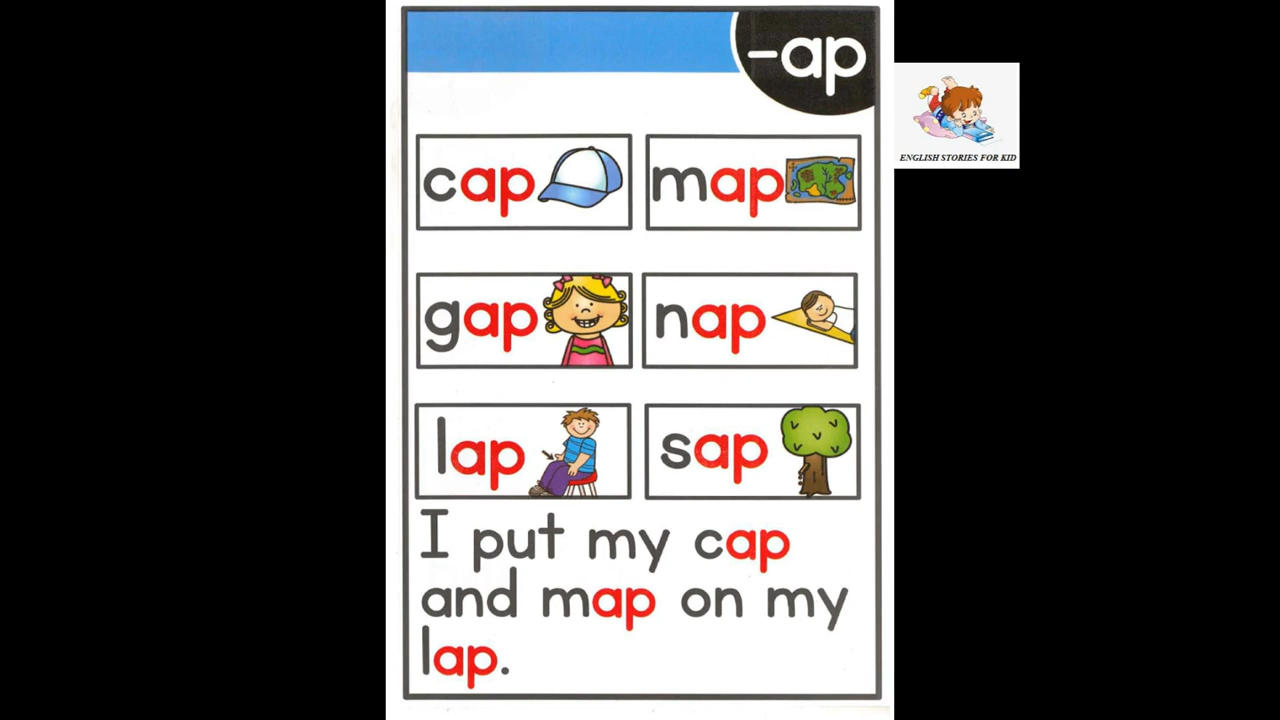 -ap
ENGLISH STORIES FOR KID
cap
map
gap
nap
lap
sap
I put my cap
and map on my
lap.